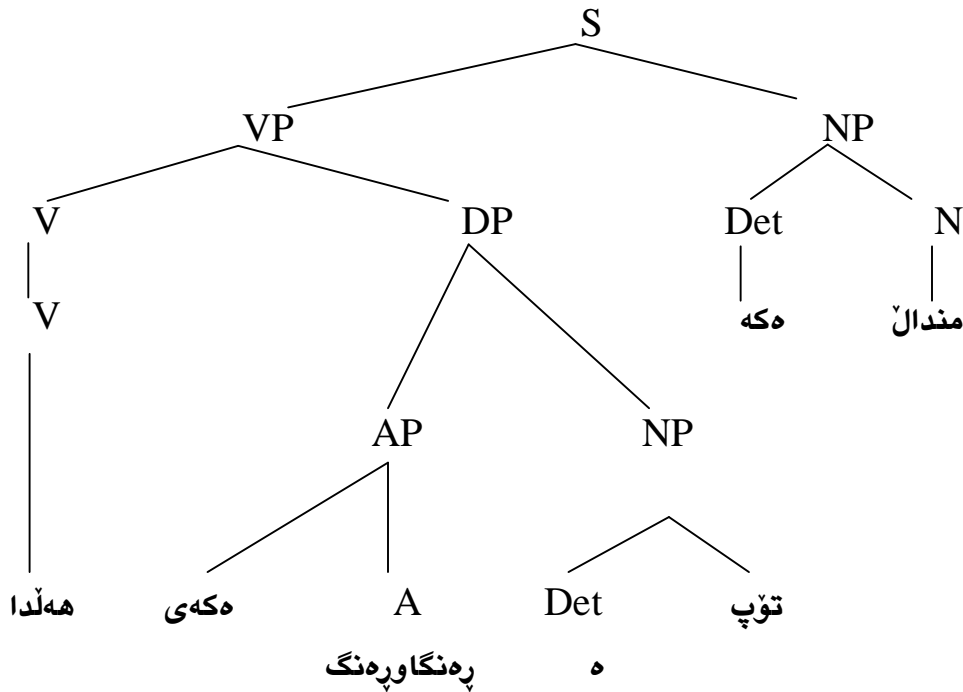 S
VP NP
V DP Det N
V ەکە منداڵ
AP NP
هەڵدا ەکەی A Det تۆپ
ڕەنگاوڕەنگ ە